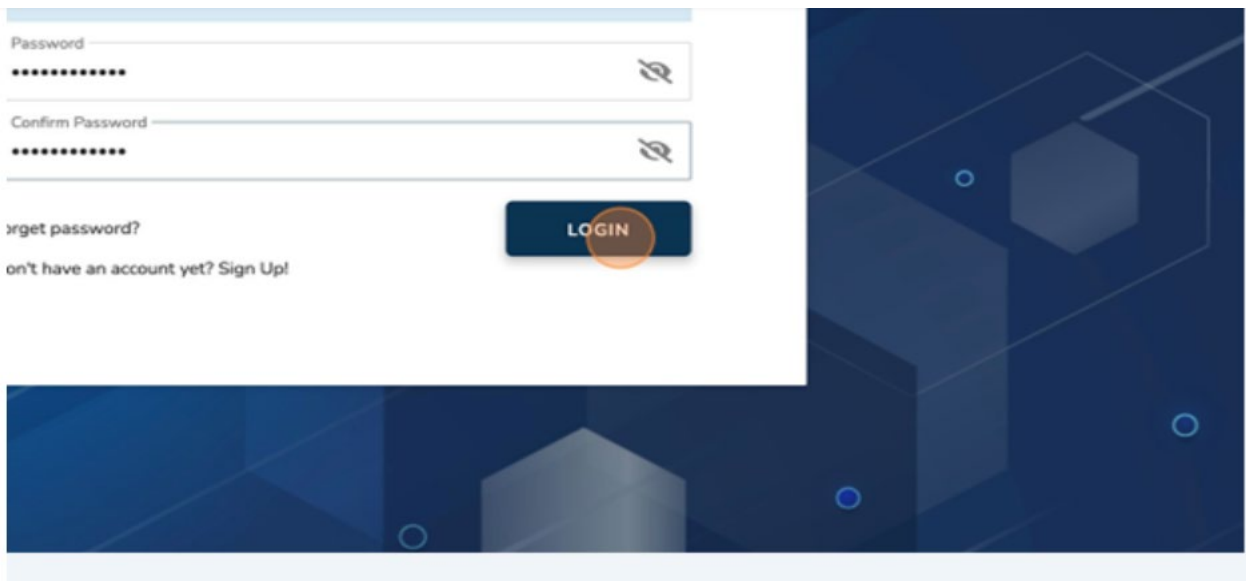 Password
••••••••••••
Confirm Password
••••••••••••
orget password?
LOGIN
on't have an account yet? Sign Up!